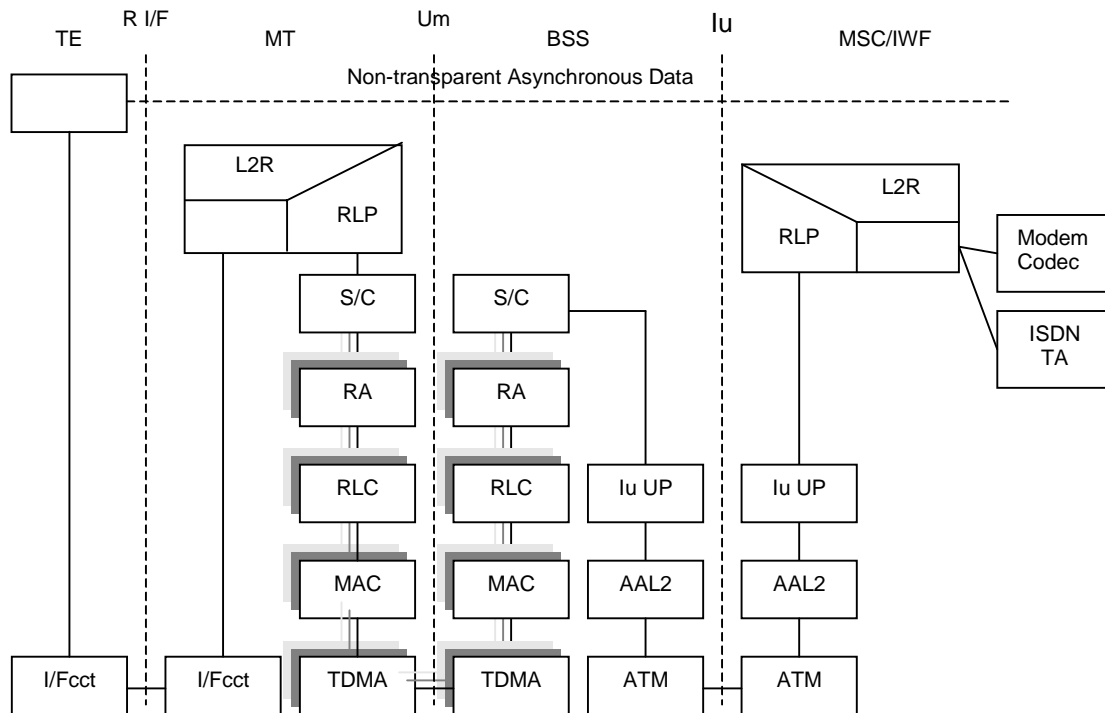 R I/F
Um
Iu
TE
MT
BSS
MSC/IWF
Non-transparent Asynchronous Data
L2R
RLP
L2R
RLP
Modem
Codec
S/C
S/C
ISDN
TA
RA
RA
RLC
RLC
Iu UP
Iu UP
MAC
MAC
AAL2
AAL2
I/Fcct
I/Fcct
TDMA
TDMA
ATM
ATM